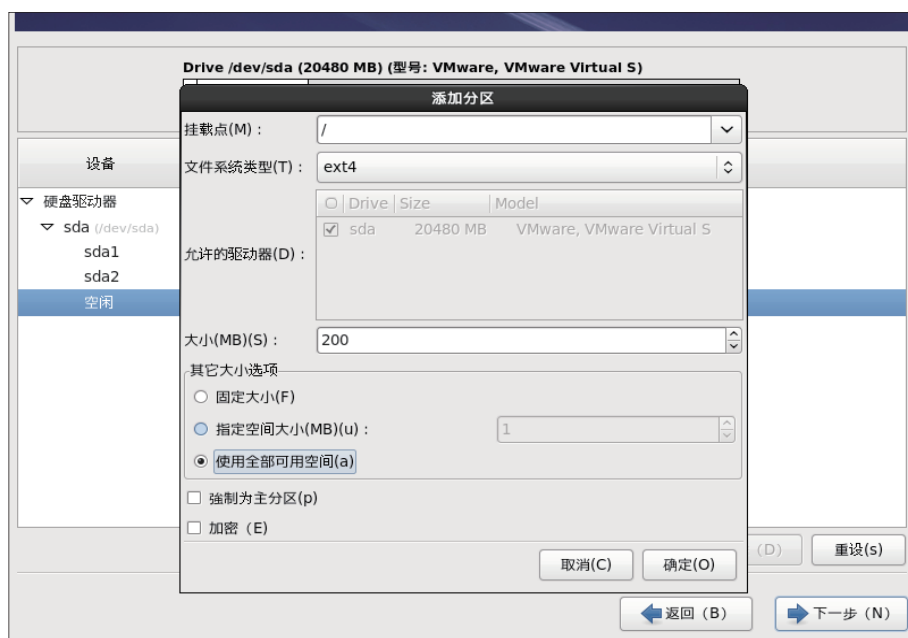 Drive /dev/sda (20480 MB) (型号: VMware, VMware Virtual S)
添加分区
挂载点(M)：
/
文件系统类型(T)：
ext4
允许的驱动器(D)：
Drive Size Model
sda 20480 MB VMware, VMware Virtual S
大小(MB)(S)：
200
其它大小选项
固定大小(F)
指定空间大小(MB)(u)：
1
使用全部可用空间(a)
強制为主分区(p)
加密（E)
取消(C)
确定(O)
设备
硬盘驱动器
sda (/dev/sda)
sda1
sda2
空闲
(D)
重设(s)
返回（B）
下一步（N）